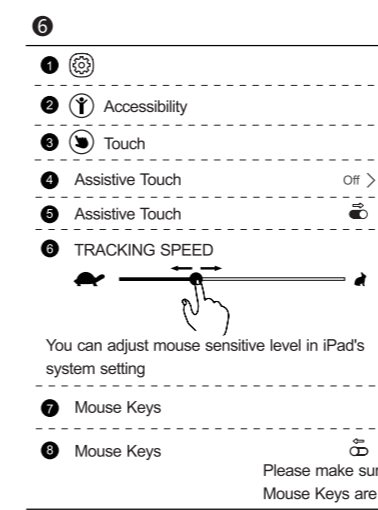 6
1
2 Accessibility
3 Touch
4 Assistive Touch Off >
5 Assistive Touch
6 TRACKING SPEED
You can adjust mouse sensitive level in iPad's
system setting
7 Mouse Keys
8 Mouse Keys
Please make sur
Mouse Keys are